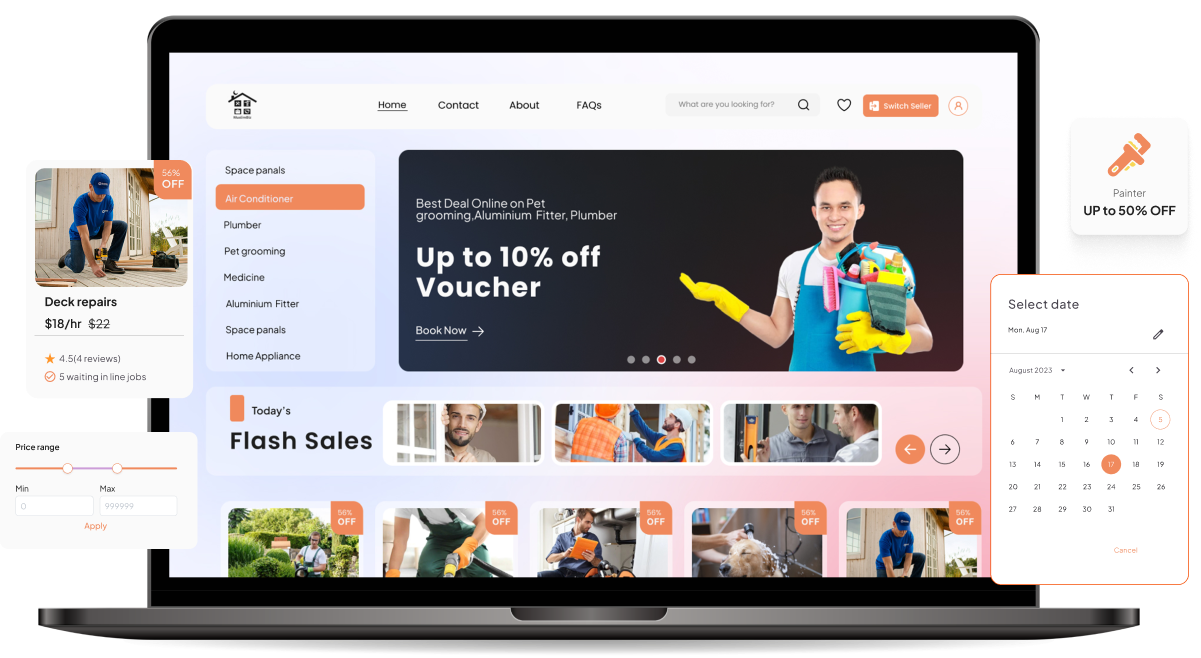 Home
Contact
About
FAQs
What are you looking for?
Switch Seller
Space panals
Air Conditioner
Plumber
Pet grooming
Medicine
Aluminium Fitter
Space panals
Home Appliance
Best Deal Online on Pet
grooming,Aluminium Fitter, Plumber
Up to 10% off
Voucher
Book Now
Today's
Flash Sales
56%
OFF
56%
OFF
56%
OFF
56%
OFF
56%
OFF
56%
OFF
Deck repairs
$18/hr $22
4.5(4 reviews)
5 waiting in line jobs
Price range
Min Max
0 999999
Apply
Painter
UP to 50% OFF
Select date
Mon, Aug 17
August 2023
S M T W T F S
1 2 3 4 5
6 7 8 9 10 11 12
13 14 15 16 17 18 19
20 21 22 23 24 25 26
27 28 29 30 31
Cancel